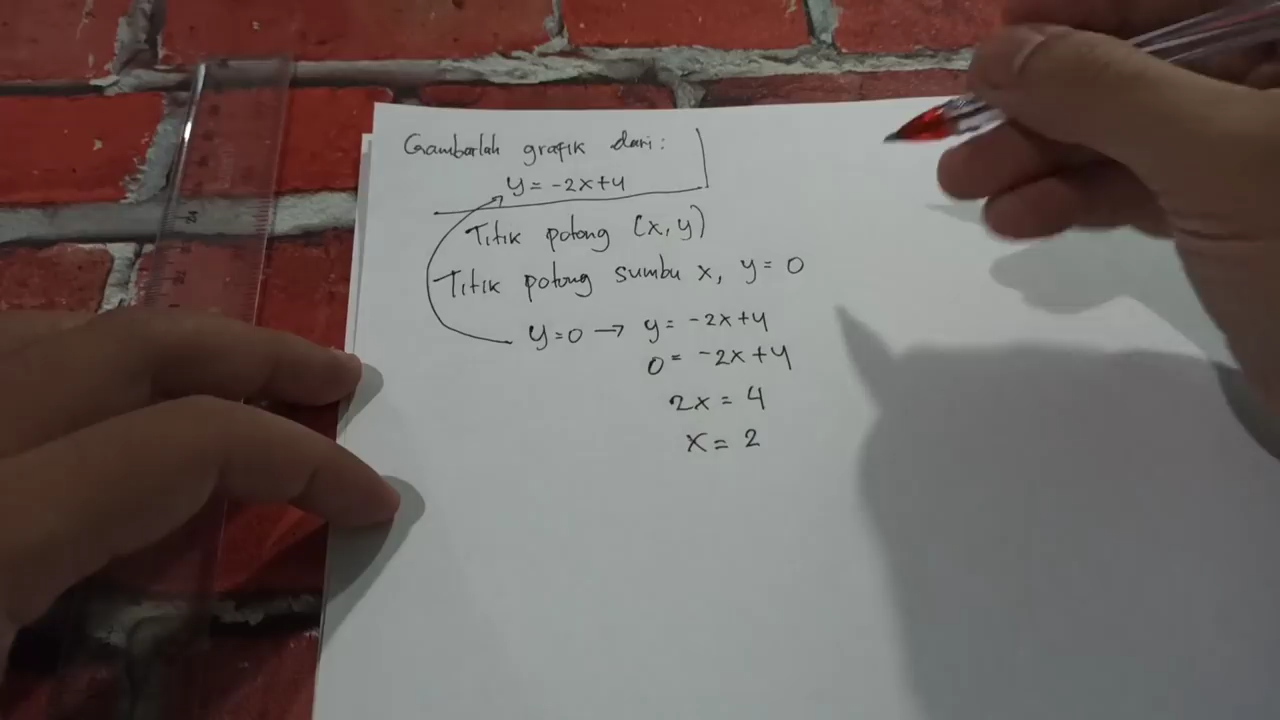 Gambarlah grafik dari:
y = -2x+4
Titik potong (x, y)
Titik potong sumbu x, y = 0
y=0 → y = -2x+4
0 = -2x+4
2x = 4
x = 2